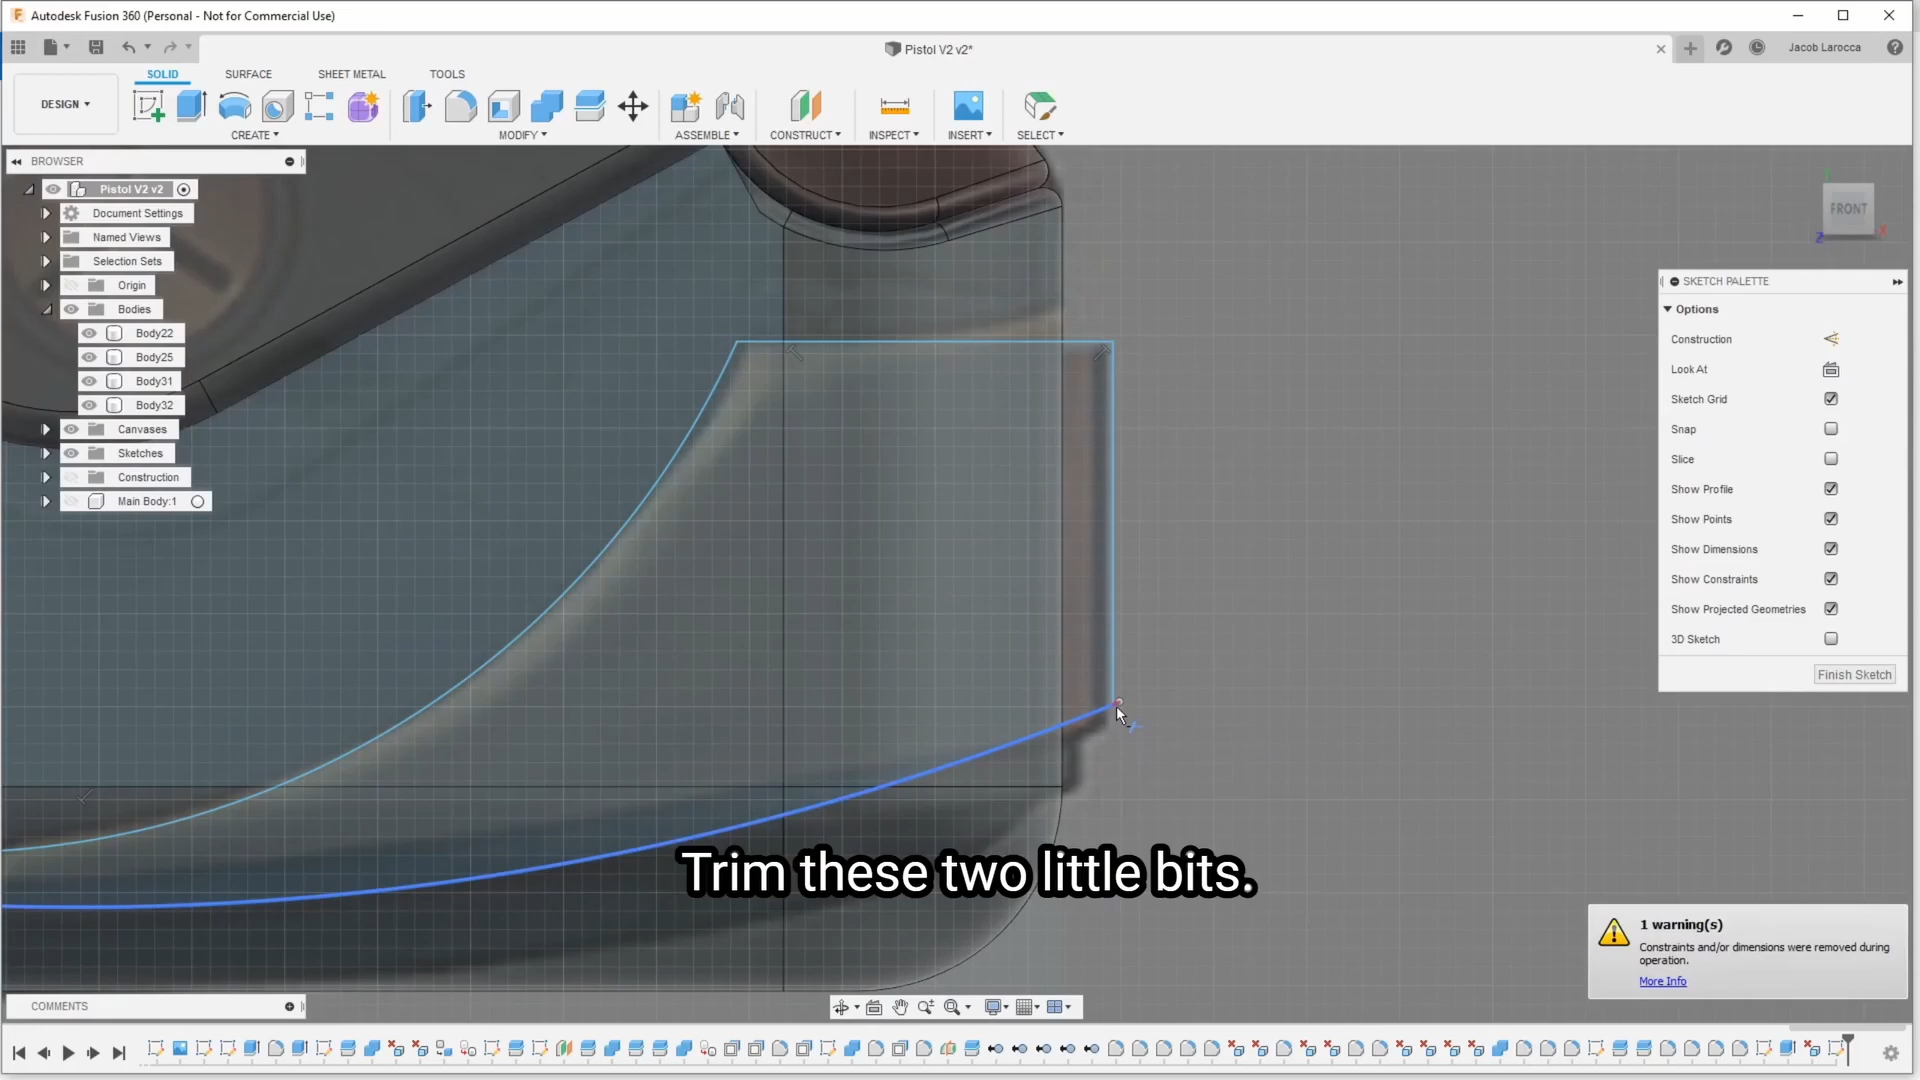 Autodesk Fusion 360 (Personal - Not for Commercial Use)
Pistol V2 v2*
Jacob Larocca
SOLID
SURFACE
SHEET METAL
TOOLS
DESIGN
CREATE
MODIFY
ASSEMBLE
CONSTRUCT
INSPECT
INSERT
SELECT
BROWSER
Pistol V2 v2
Document Settings
Named Views
Selection Sets
Origin
Bodies
Body22
Body25
Body31
Body32
Canvases
Sketches
Construction
Main Body:1
FRONT
Z
X
SKETCH PALETTE
Options
Construction
Look At
Sketch Grid
Snap
Slice
Show Profile
Show Points
Show Dimensions
Show Constraints
Show Projected Geometries
3D Sketch
Finish Sketch
Trim these two little bits.
1 warning(s)
Constraints and/or dimensions were removed during
operation.
More Info
COMMENTS